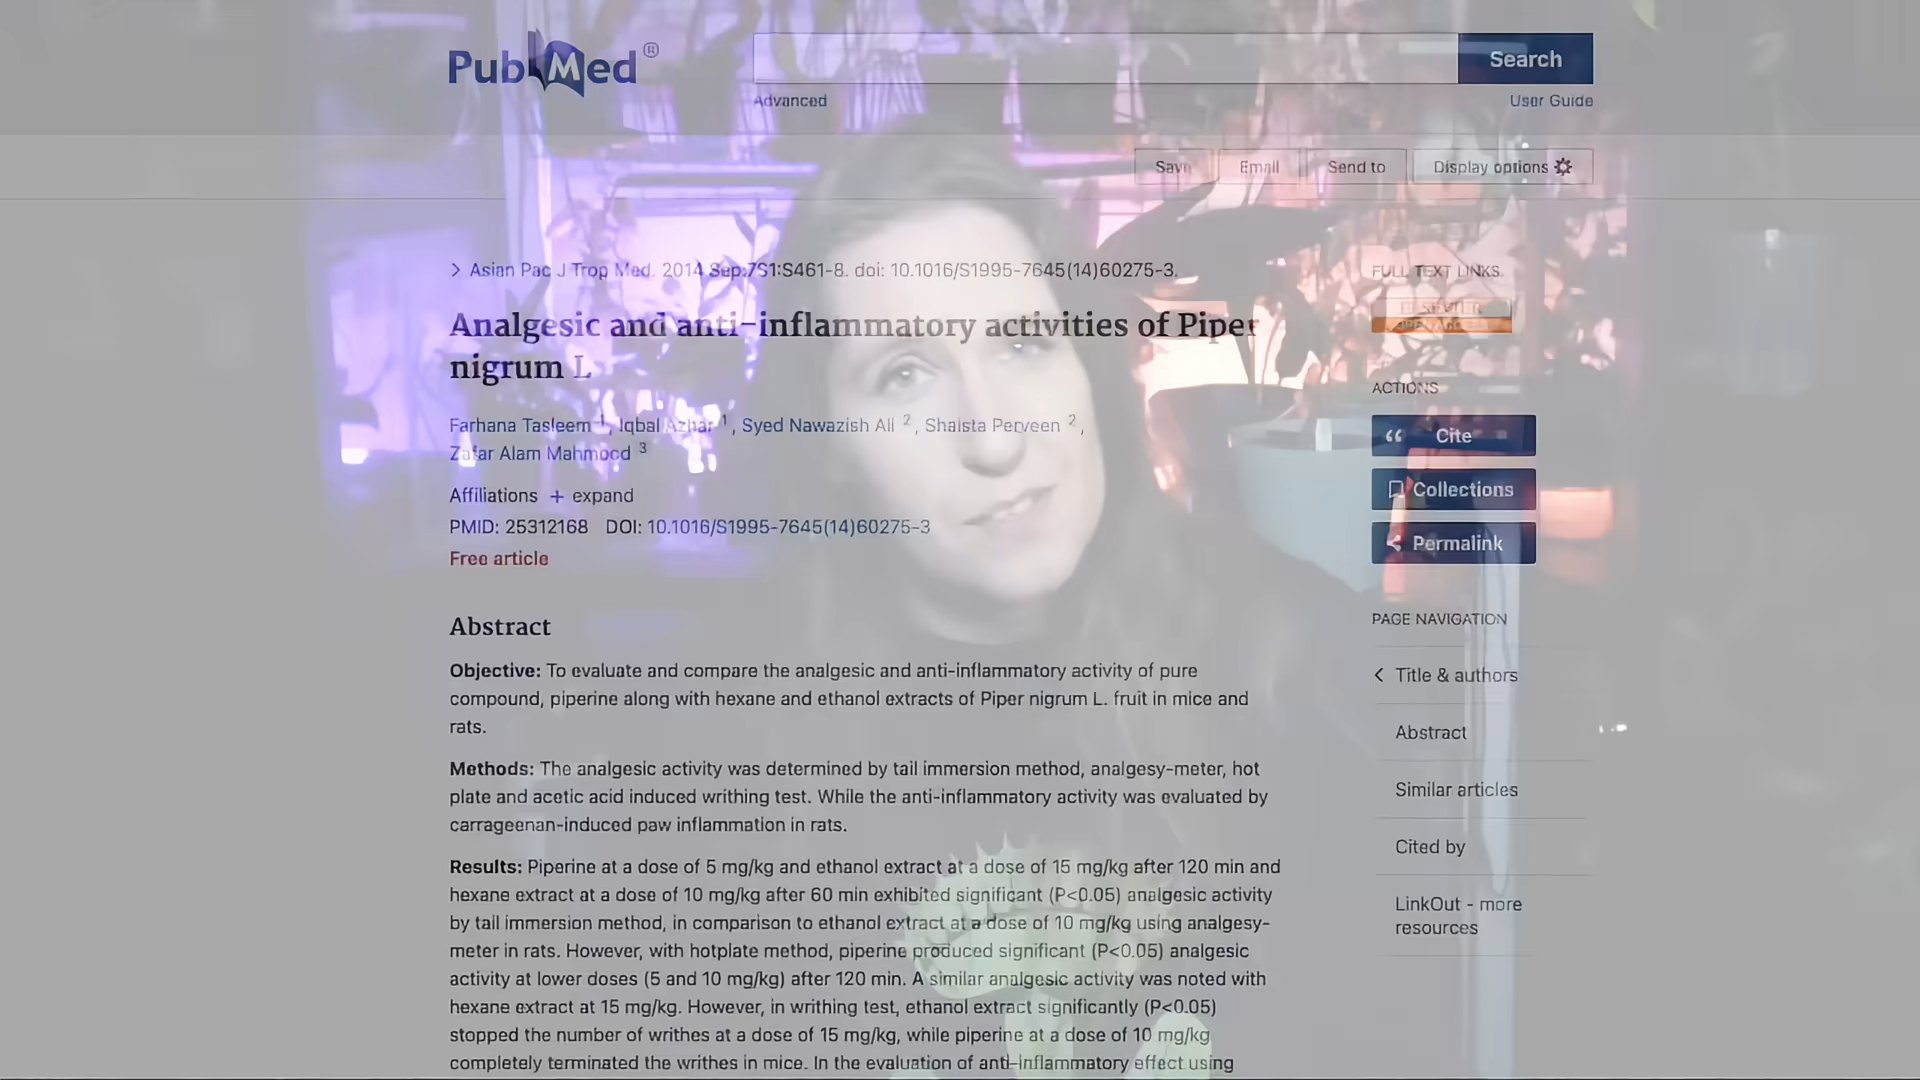 PubMed®
Search
Advanced
User Guide
Save
Email
Send to
Display options
Asian Pac J Trop Med. 2014 Sep:7S1:S461-8. doi: 10.1016/S1995-7645(14)60275-3.
FULL TEXT LINKS
ELSEVIER
Analgesic and anti-inflammatory activities of Piper
nigrum L
ACTIONS
Farhana Tasleem 1, Iqbal Azhar 1, Syed Nawazish Ali 2, Shaista Perveen 2,
Zafar Alam Mahmood 3
Cite
Affiliations + expand
Collections
PMID: 25312168 DOI: 10.1016/S1995-7645(14)60275-3
Permalink
Free article
Abstract
PAGE NAVIGATION
Objective: To evaluate and compare the analgesic and anti-inflammatory activity of pure
compound, piperine along with hexane and ethanol extracts of Piper nigrum L. fruit in mice and
rats.
Title & authors
Abstract
Methods: The analgesic activity was determined by tail immersion method, analgesy-meter, hot
plate and acetic acid induced writhing test. While the anti-inflammatory activity was evaluated by
carrageenan-induced paw inflammation in rats.
Similar articles
Cited by
Results: Piperine at a dose of 5 mg/kg and ethanol extract at a dose of 15 mg/kg after 120 min and
hexane extract at a dose of 10 mg/kg after 60 min exhibited significant (P<0.05) analgesic activity
by tail immersion method, in comparison to ethanol extract at a dose of 10 mg/kg using analgesy-
meter in rats. However, with hotplate method, piperine produced significant (P<0.05) analgesic
activity at lower doses (5 and 10 mg/kg) after 120 min. A similar analgesic activity was noted with
hexane extract at 15 mg/kg. However, in writhing test, ethanol extract significantly (P<0.05)
stopped the number of writhes at a dose of 15 mg/kg, while piperine at a dose of 10 mg/kg
completely terminated the writhes in mice. In the evaluation of anti-inflammatory effect using
LinkOut - more
resources